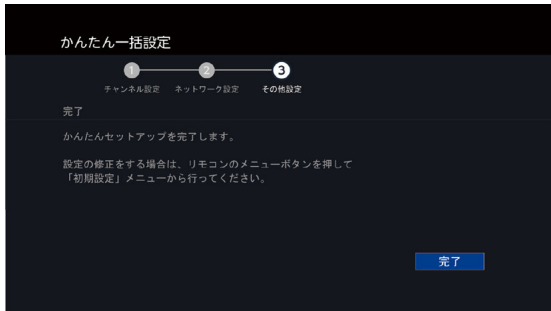 かんたん一括設定
1 2 3
チャンネル設定 ネットワーク設定 その他設定
完了
かんたんセットアップを完了します。
設定の修正をする場合は、リモコンのメニューボタンを押して
「初期設定」メニューから行ってください。
完了